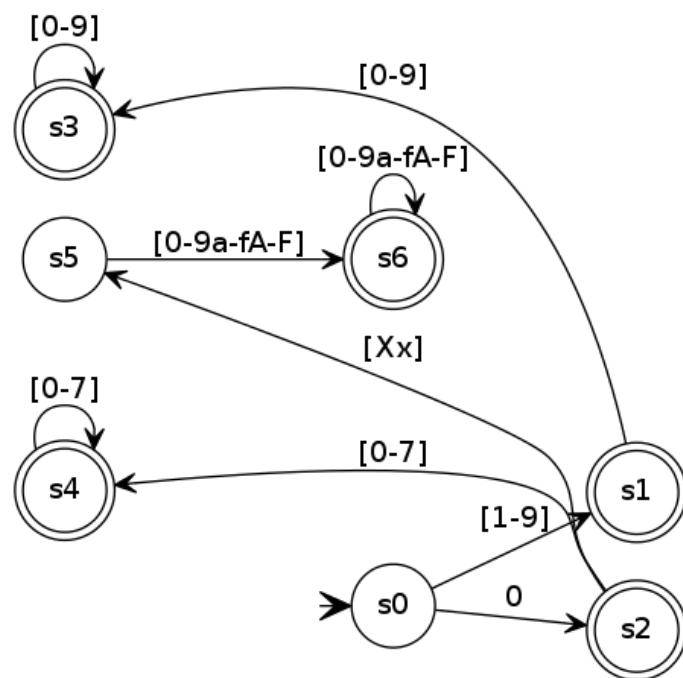 [0-9]
[0-9]
s3
[0-9a-fA-F]
s5
[0-9a-fA-F]
s6
[Xx]
[0-7]
[0-7]
s4
s1
[1-9]
s0
0
s2